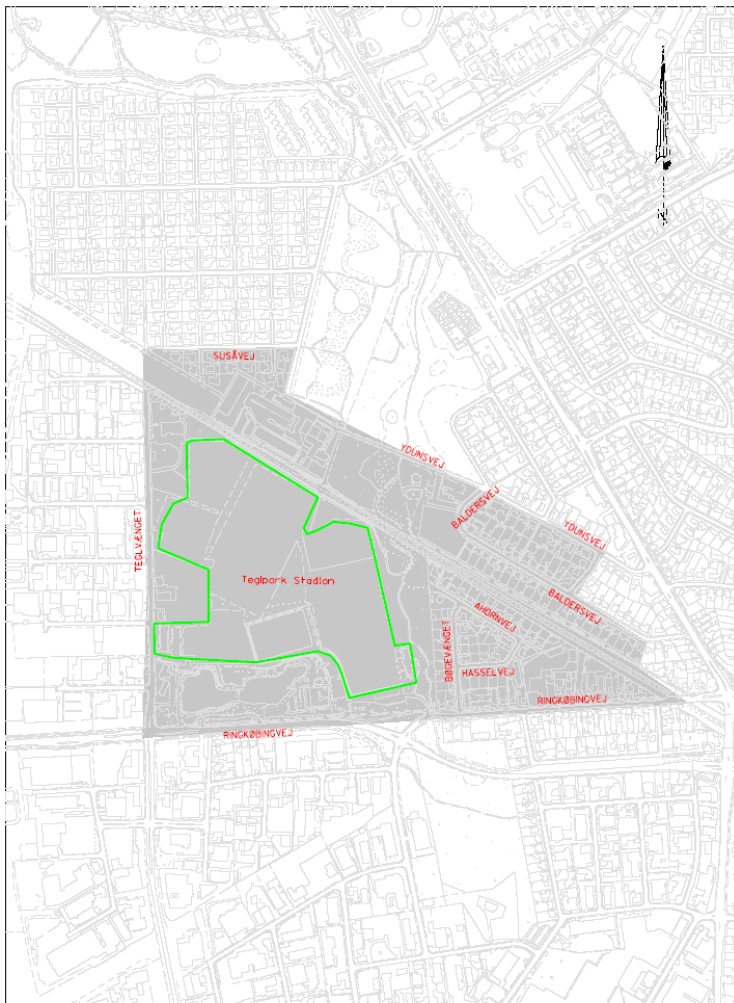 SUSÅVEJ
YDUNSVEJ
BALDERSVEJ
YDUNSVEJ
TEGLVÆNGET
Teglpark Stadion
BALDERSVEJ
AHORNVEJ
BØGEVÆNGET
HASSELVEJ
RINGKØBINGVEJ
RINGKØBINGVEJ